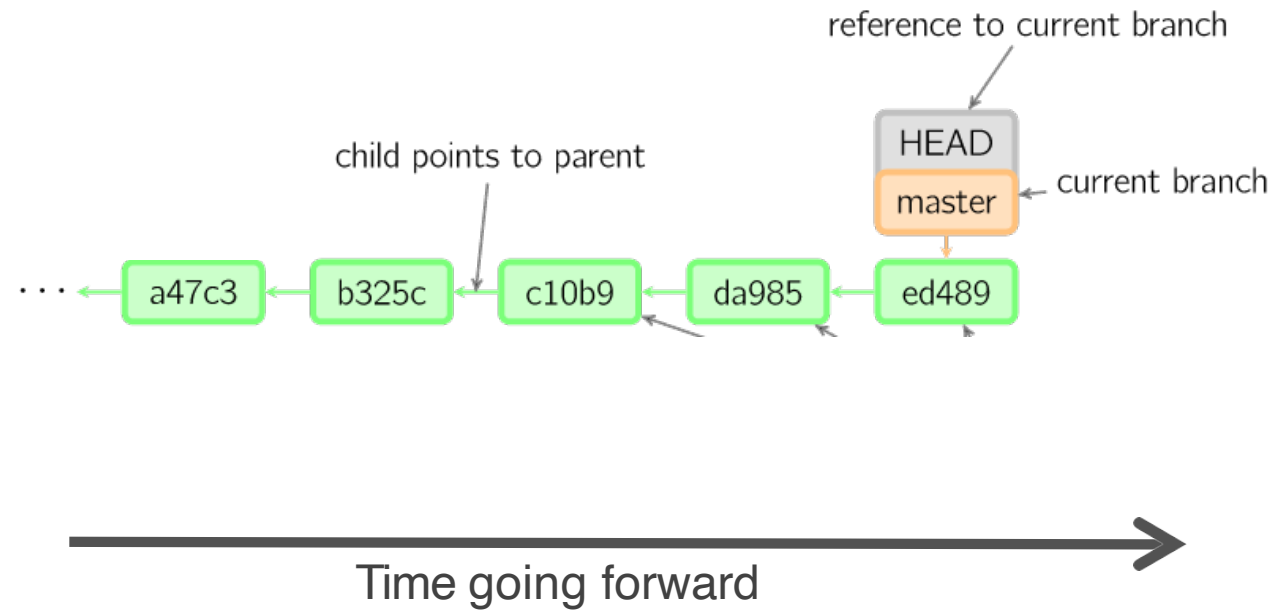 reference to current branch
HEAD
child points to parent
master
current branch
... a47c3 b325c c10b9 da985 ed489
Time going forward